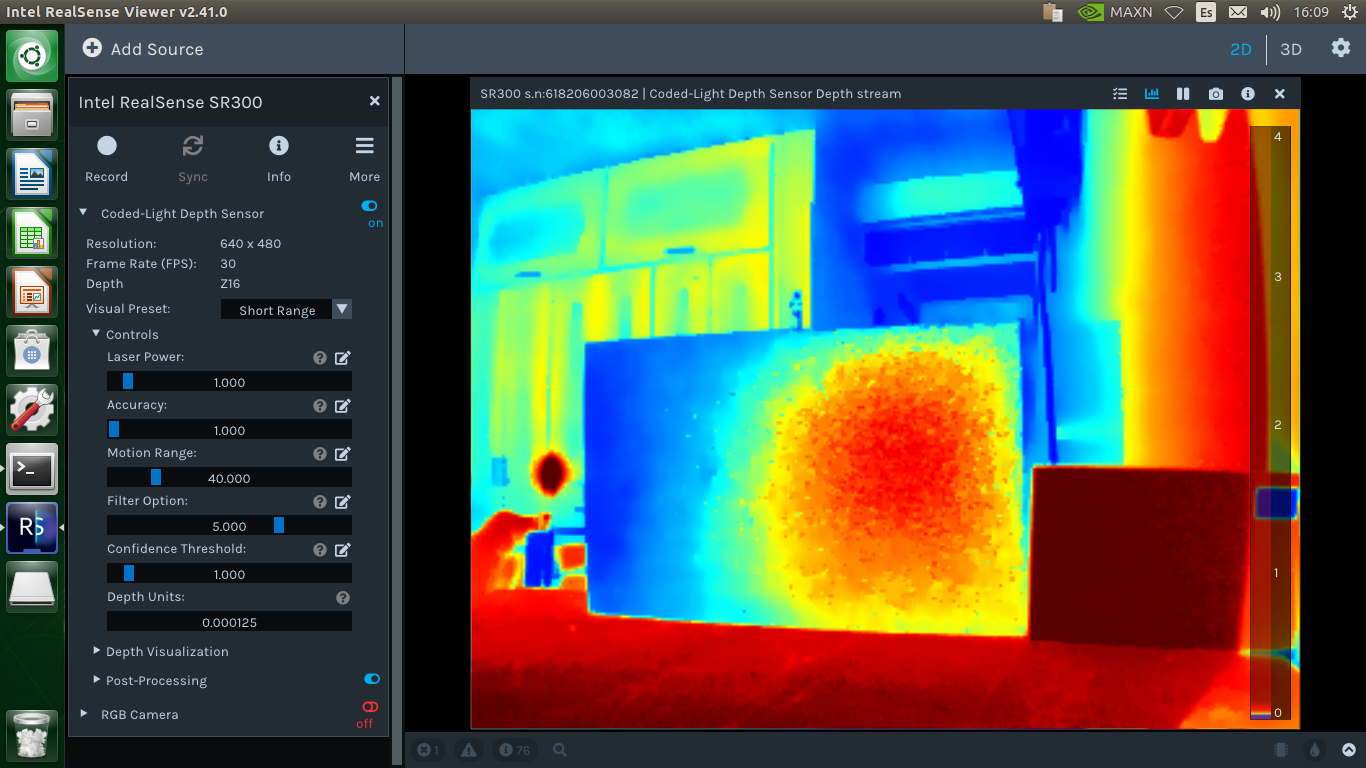 Intel RealSense Viewer v2.41.0
MAXN
Es
16:09
Add Source
2D
3D
Intel RealSense SR300
SR300 s.n:618206003082 | Coded-Light Depth Sensor Depth stream
Record
Sync
Info
More
Coded-Light Depth Sensor
on
Resolution: 640 x 480
Frame Rate (FPS): 30
Depth Z16
Visual Preset: Short Range
Controls
Laser Power:
1.000
Accuracy:
1.000
Motion Range:
40.000
Filter Option:
5.000
Confidence Threshold:
1.000
Depth Units:
0.000125
Depth Visualization
Post-Processing
RGB Camera
off
4
3
2
1
0
RS
1
76